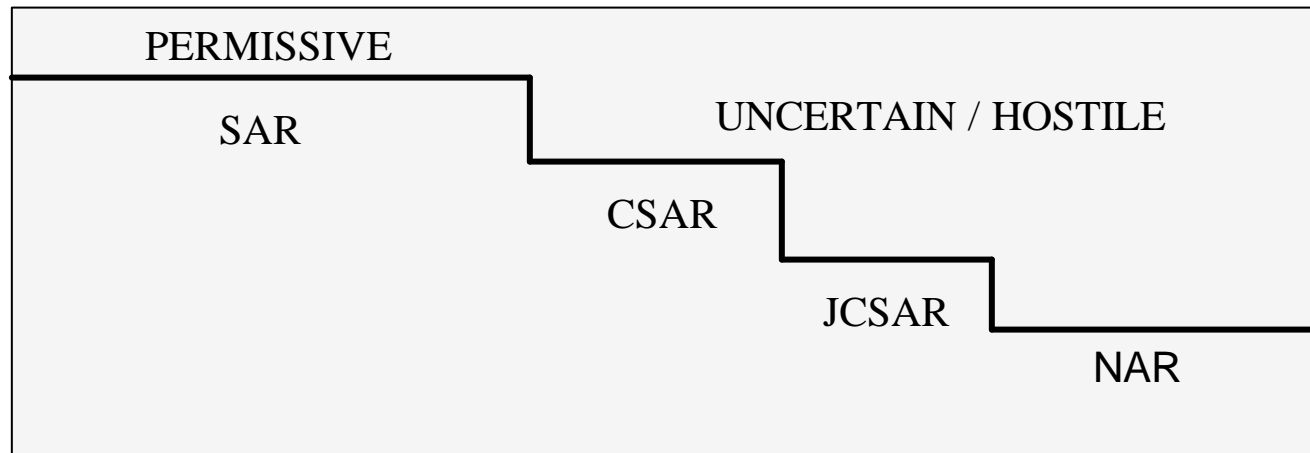 PERMISSIVE
SAR
UNCERTAIN / HOSTILE
CSAR
JCSAR
NAR